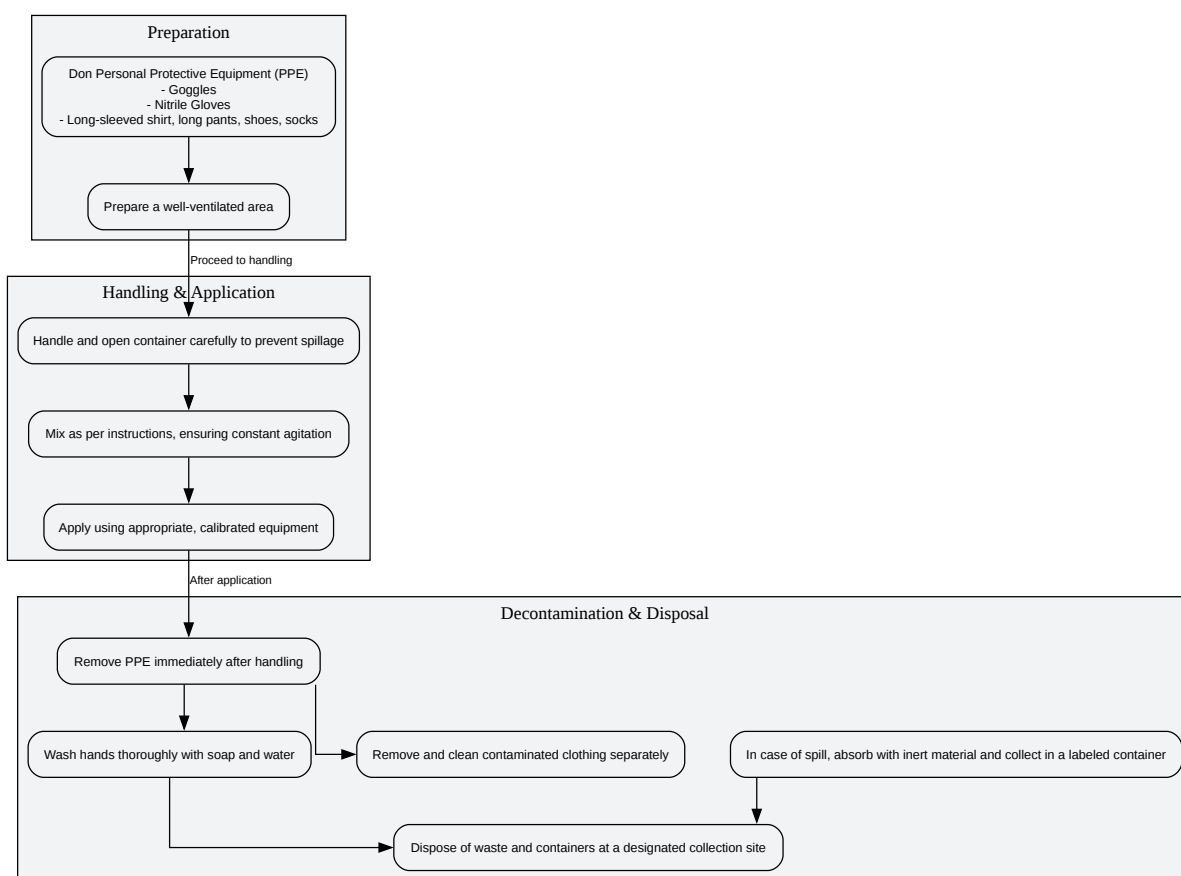 Preparation
Don Personal Protective Equipment (PPE)
- Goggles
- Nitrile Gloves
- Long-sleeved shirt, long pants, shoes, socks
Prepare a well-ventilated area
Proceed to handling
Handling & Application
Handle and open container carefully to prevent spillage
Mix as per instructions, ensuring constant agitation
Apply using appropriate, calibrated equipment
After application
Decontamination & Disposal
Remove PPE immediately after handling
Wash hands thoroughly with soap and water
Remove and clean contaminated clothing separately
In case of spill, absorb with inert material and collect in a labeled container
Dispose of waste and containers at a designated collection site